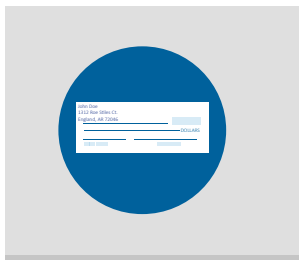 John Doe
1312 Roe Stiles Ct.
England, AR 72046
DOLLARS